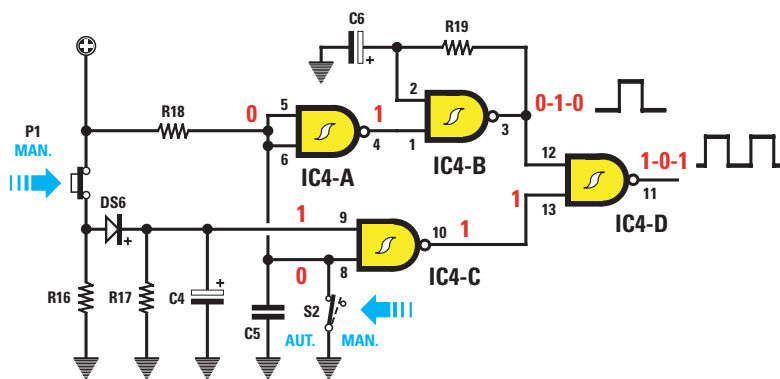 C6
R19
P1
MAN.
R18
0
5
6
1
4
IC4-A
2
1
3
IC4-B
0-1-0
12
13
1-0-1
11
IC4-D
1
DS6
+
1
9
8
10
1
IC4-C
0
R16
R17
C4
+
C5
S2
AUT.
MAN.
+